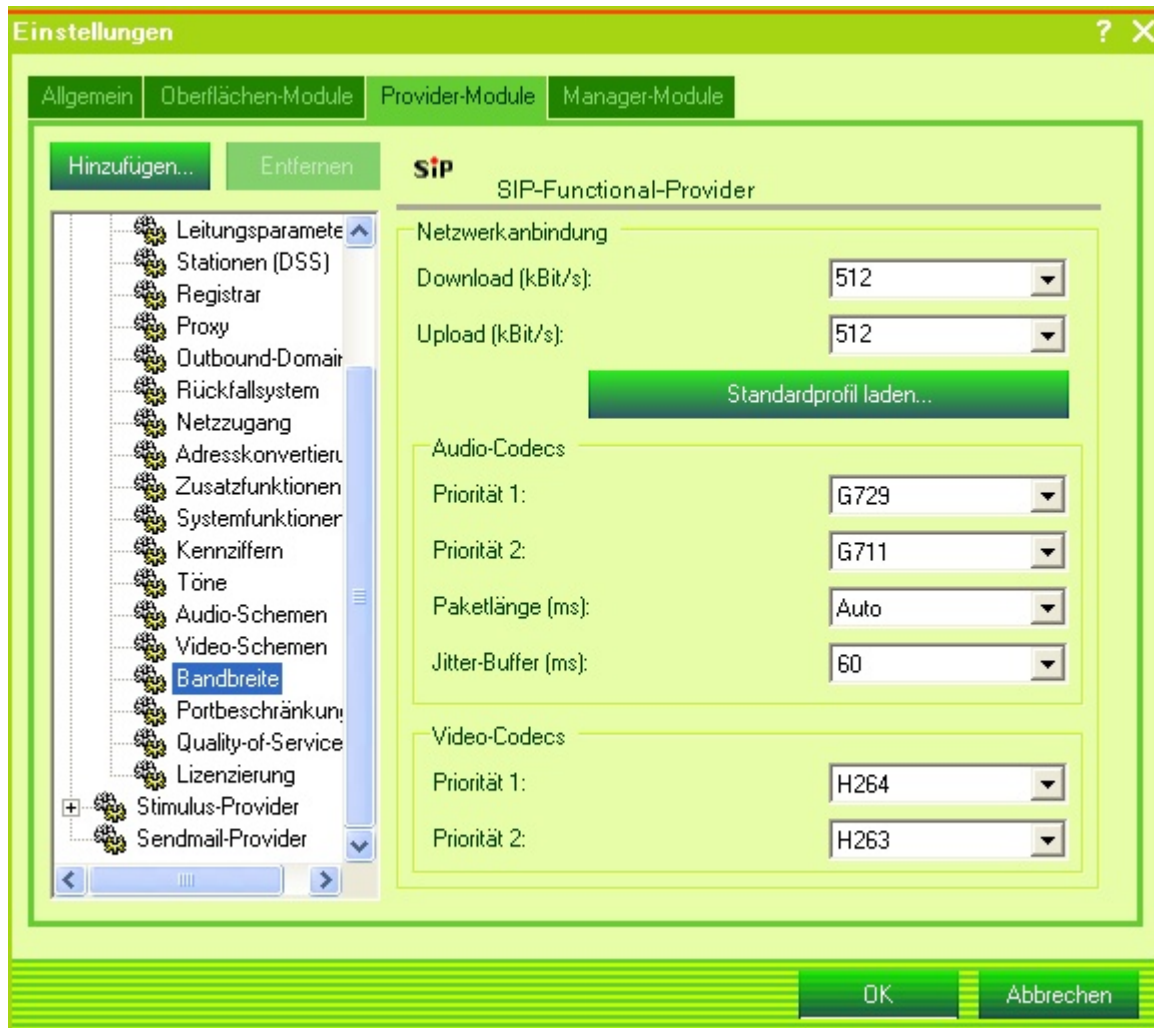 Einstellungen
?
Allgemein
Oberflächen-Module
Provider-Module
Manager-Module
Hinzufügen...
Entfernen
Leitungsparamete
Stationen (DSS)
Registrar
Proxy
Outbound-Domair
Rückfallsystem
Netzzugang
Adresskonvertieru
Zusatzfunktionen
Systemfunktioner
Kennziffern
Töne
Audio-Schemen
Video-Schemen
Bandbreite
Portbeschränkun
Quality-of-Service
Lizenzierung
Stimulus-Provider
Sendmail-Provider
SiP
SIP-Functional-Provider
Netzwerkanbindung
Download (kBit/s): 512
Upload (kBit/s): 512
Standardprofil laden...
Audio-Codecs
Priorität 1: G729
Priorität 2: G711
Paketlänge (ms): Auto
Jitter-Buffer (ms): 60
Video-Codecs
Priorität 1: H264
Priorität 2: H263
OK
Abbrechen